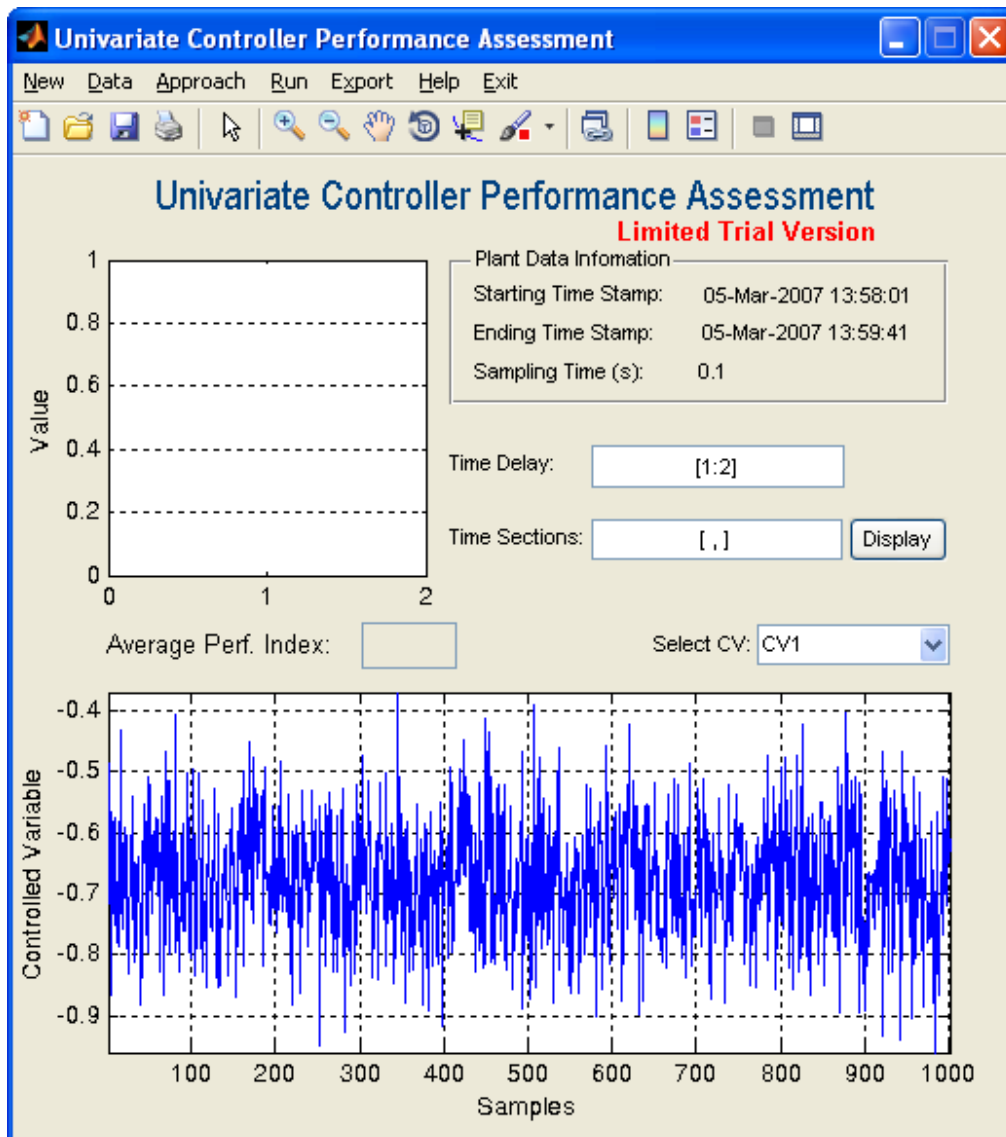 Univariate Controller Performance Assessment
New Data Approach Run Export Help Exit
Univariate Controller Performance Assessment
Limited Trial Version
Plant Data Infomation
Starting Time Stamp: 05-Mar-2007 13:58:01
Ending Time Stamp: 05-Mar-2007 13:59:41
Sampling Time (s): 0.1
1
0.8
0.6
0.4
0.2
0
0 1 2
Value
Time Delay: [1:2]
Time Sections: [ , ] Display
Average Perf. Index:
Select CV: CV1
-0.4
-0.5
-0.6
-0.7
-0.8
-0.9
Controlled Variable
100 200 300 400 500 600 700 800 900 1000
Samples